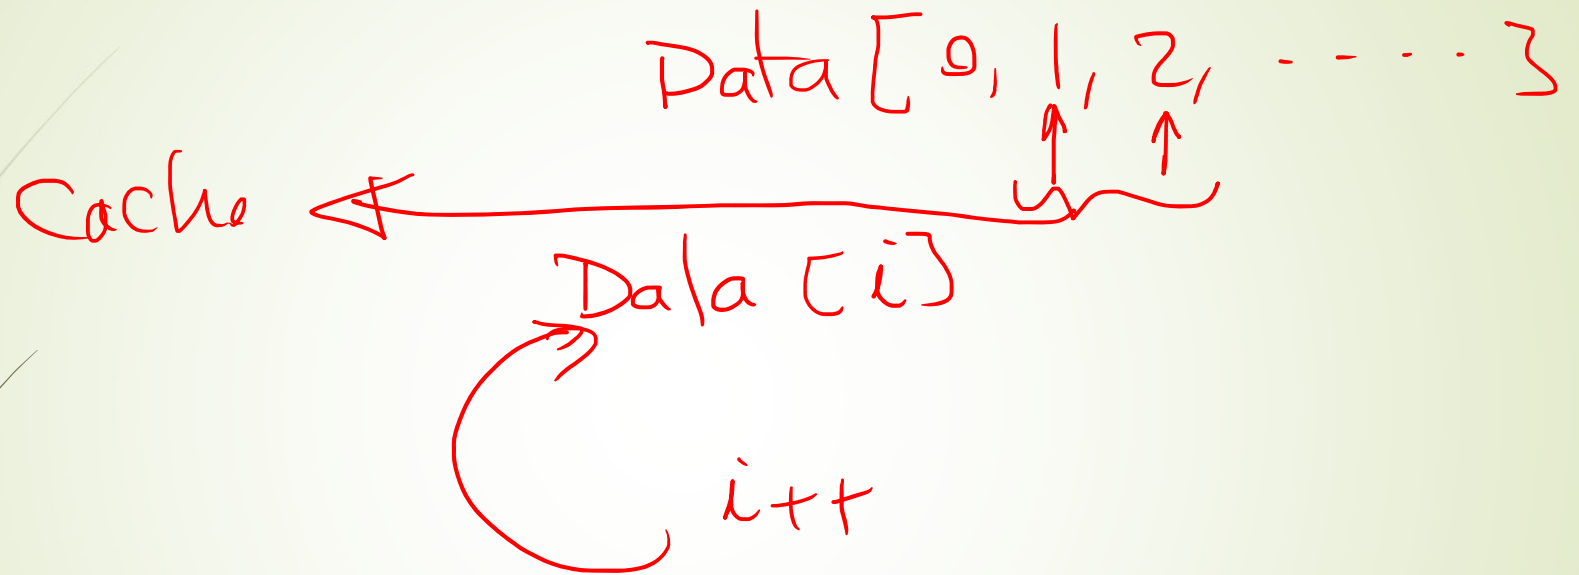 Data [0, 1, 2, - - - - - ]
Cache
Data [i]
i++